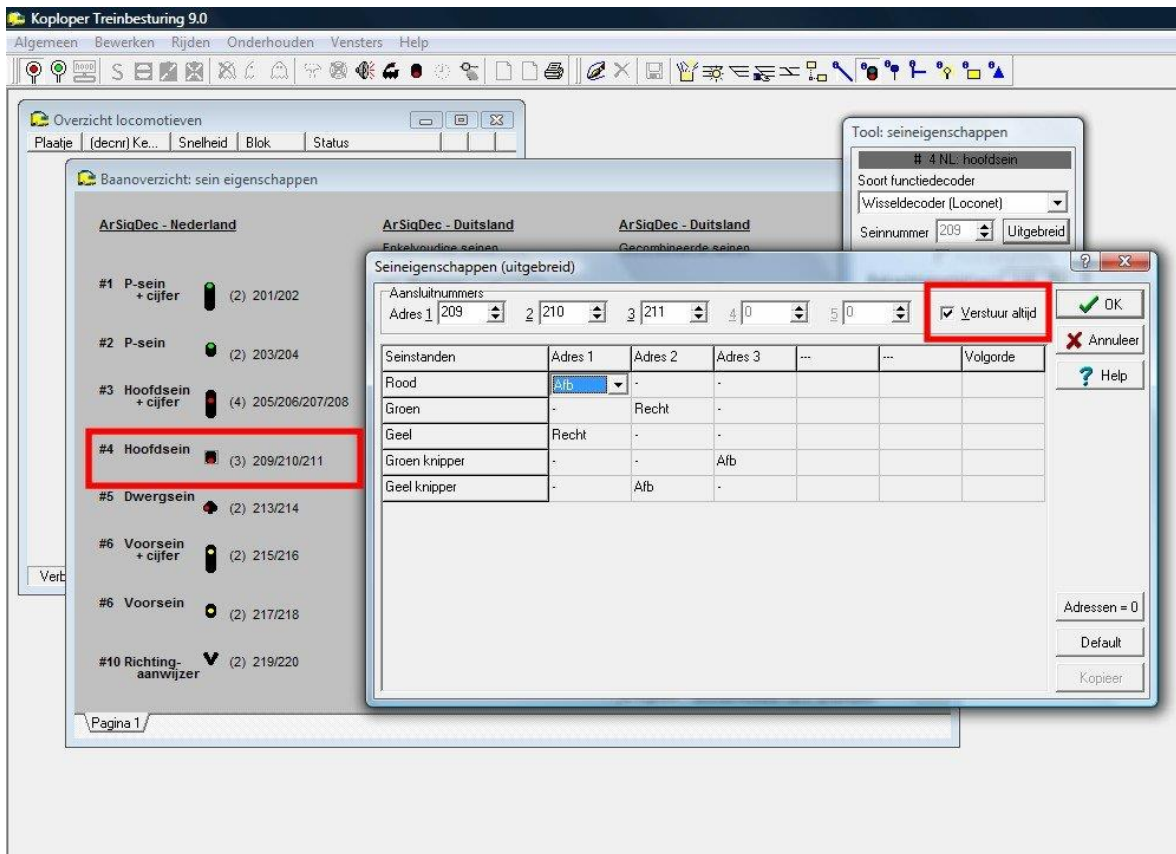 Koploper Treinbesturing 9.0
Algemeen Bewerken Rijden Onderhouden Vensters Help
Overzicht locomotieven
Plaatje (decnr) Ke... Snelheid Blok Status
Baanoverzicht: sein eigenschappen
ArSigDec - Nederland
#1 P-sein
+ cijfer
(2) 201/202
#2 P-sein
(2) 203/204
#3 Hoofdsein
+ cijfer
(4) 205/206/207/208
#4 Hoofdsein
(3) 209/210/211
#5 Dwergsein
(2) 213/214
#6 Voorsein
+ cijfer
(2) 215/216
#6 Voorsein
(2) 217/218
#10 Richting-
aanwijzer
(2) 219/220
Pagina 1
Verb
ArSigDec - Duitsland
Enkelvoudige seinen
ArSigDec - Duitsland
Gecombineerde seinen
Tool: seineigenschappen
# 4 NL: hoofdsein
Soort functiedecoder
Wisseldecoder (Loconet)
Seinnummer 209 Uitgebreid
Seineigenschappen (uitgebreid)
Aansluitnummers
Adres 1 209 2 210 3 211 4 0 5 0 Verstuur altijd
Seinstanden Adres 1 Adres 2 Adres 3 --- --- Volgorde
Rood Afb - -
Groen - Recht -
Geel Recht - -
Groen knipper - - Afb
Geel knipper - Afb -
OK
Annuleer
Help
Adressen = 0
Default
Kopieer